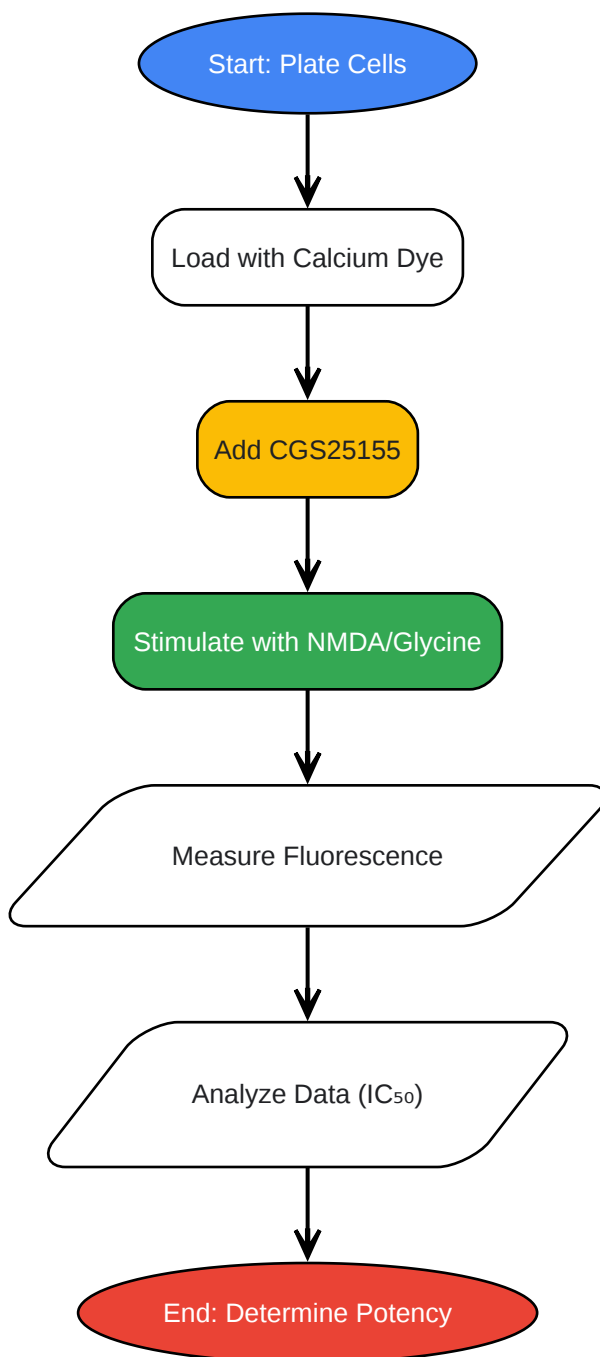 Start: Plate Cells
Load with Calcium Dye
Add CGS25155
Stimulate with NMDA/Glycine
Measure Fluorescence
Analyze Data (IC₅₀)
End: Determine Potency